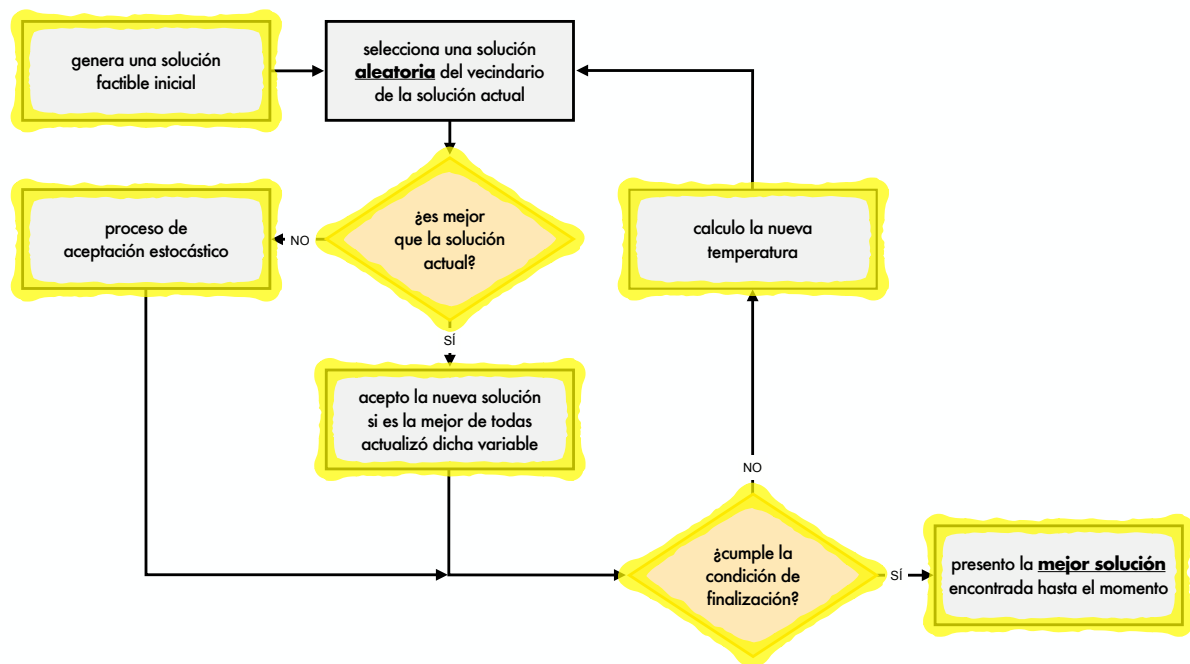 genera una solución
factible inicial
selecciona una solución
aleatoria del vecindario
de la solución actual
¿es mejor
que la solución
actual?
NO
proceso de
aceptación estocástico
SÍ
acepto la nueva solución
si es la mejor de todas
actualizó dicha variable
calculo la nueva
temperatura
NO
¿cumple la
condición de
finalización?
SÍ
presento la mejor solución
encontrada hasta el momento